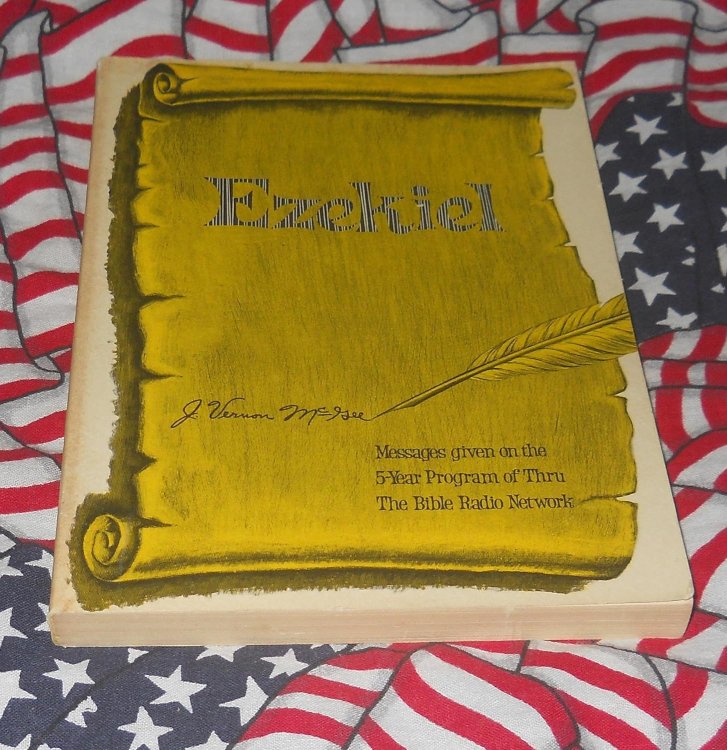 Ezekiel
J. Vernon McGee
Messages given on the
5-Year Program of Thru
The Bible Radio Network